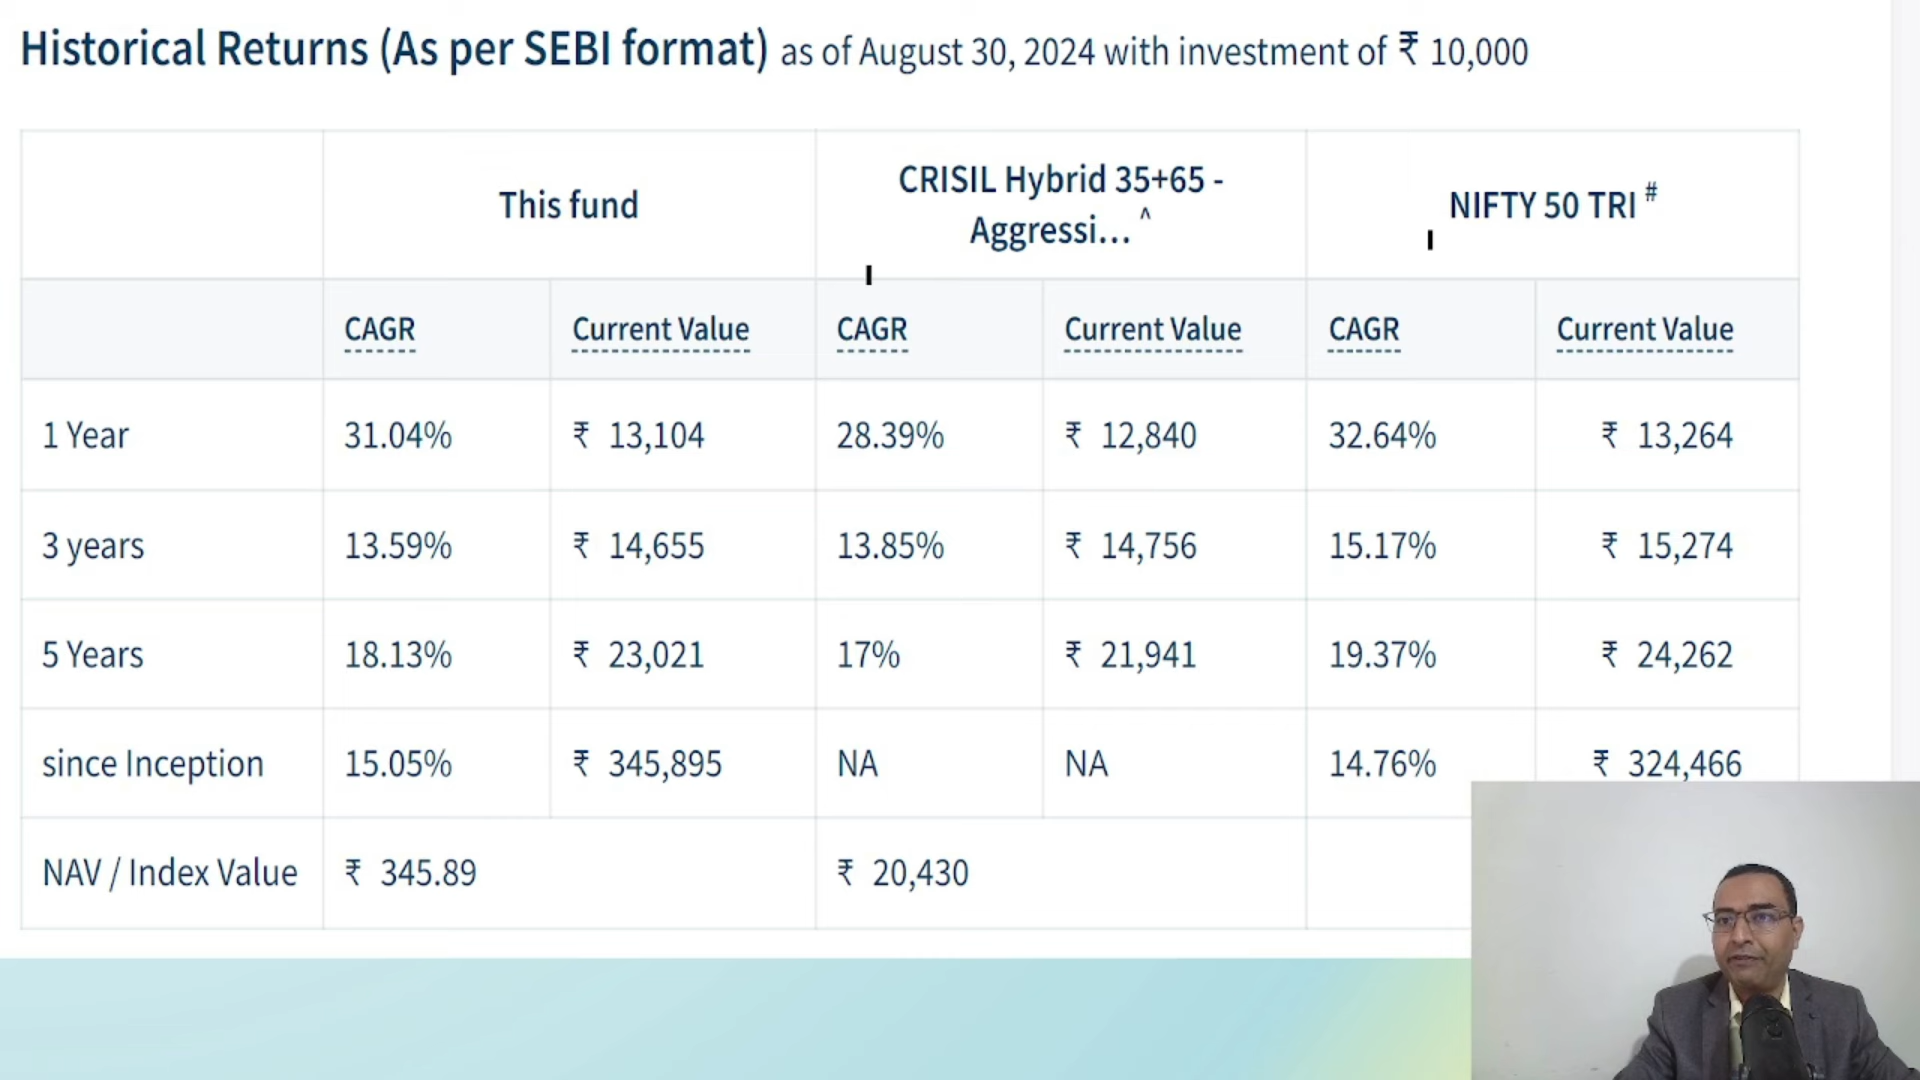 Historical Returns (As per SEBI format) as of August 30, 2024 with investment of ₹ 10,000
This fund
CRISIL Hybrid 35+65 -
Aggressi... ^
NIFTY 50 TRI #
CAGR Current Value CAGR Current Value CAGR Current Value
1 Year 31.04% ₹ 13,104 28.39% ₹ 12,840 32.64% ₹ 13,264
3 years 13.59% ₹ 14,655 13.85% ₹ 14,756 15.17% ₹ 15,274
5 Years 18.13% ₹ 23,021 17% ₹ 21,941 19.37% ₹ 24,262
since Inception 15.05% ₹ 345,895 NA NA 14.76% ₹ 324,466
NAV / Index Value ₹ 345.89 ₹ 20,430